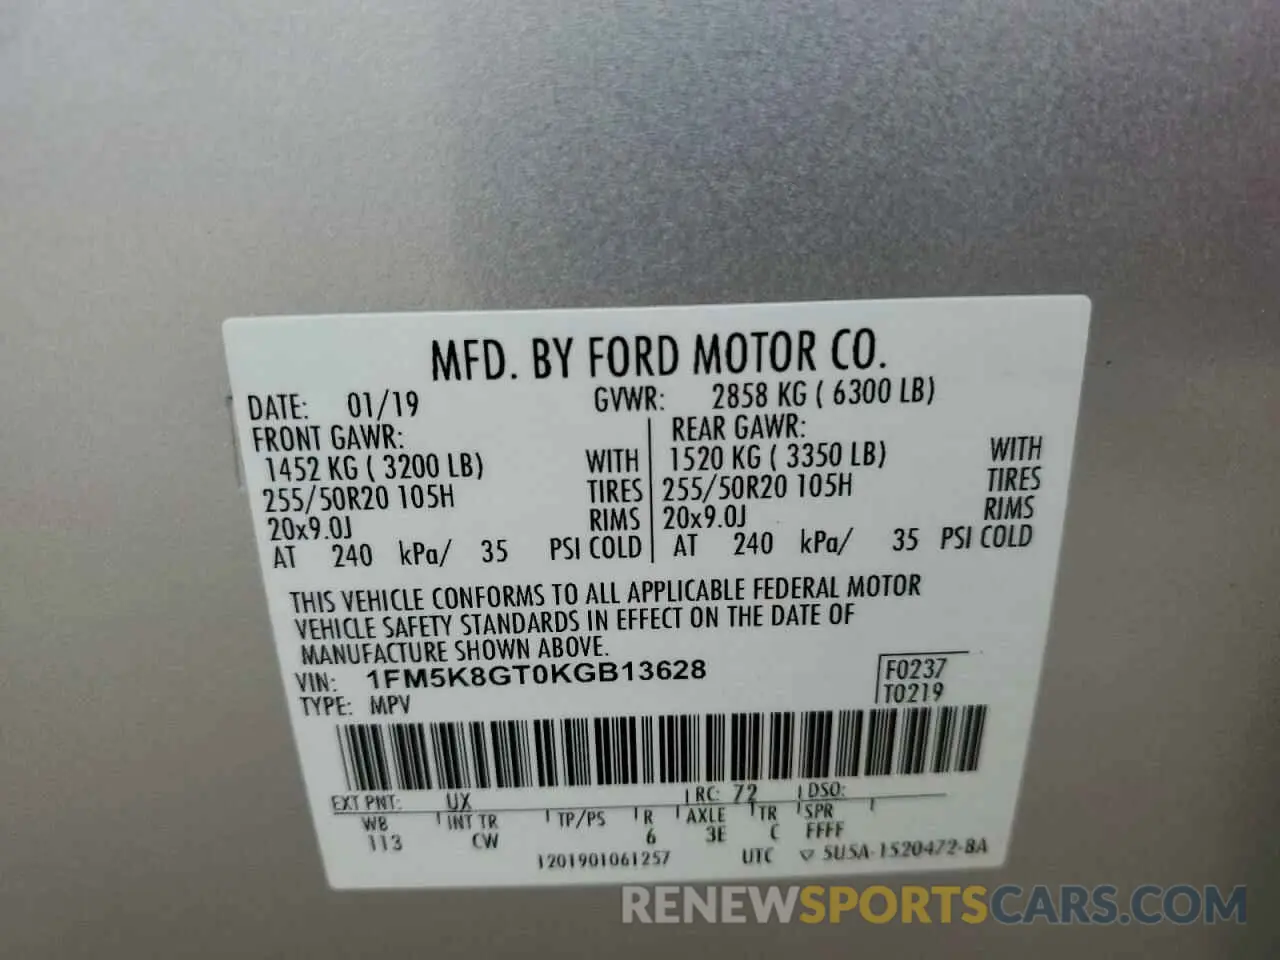 MFD. BY FORD MOTOR CO.
DATE: 01/19 GVWR: 2858 KG ( 6300 LB)
FRONT GAWR: REAR GAWR:
1452 KG ( 3200 LB) WITH 1520 KG ( 3350 LB) WITH
255/50R20 105H TIRES 255/50R20 105H TIRES
20x9.0J RIMS 20x9.0J RIMS
AT 240 kPa/ 35 PSI COLD AT 240 kPa/ 35 PSI COLD
THIS VEHICLE CONFORMS TO ALL APPLICABLE FEDERAL MOTOR
VEHICLE SAFETY STANDARDS IN EFFECT ON THE DATE OF
MANUFACTURE SHOWN ABOVE.
VIN: 1FM5K8GT0KGB13628 F0237
TYPE: MPV T0219
EXT PNT: UX RC: 72 DSO:
WB INT TR TP/PS R AXLE TR SPR
113 CW 6 3E C FFFF
1201901061257 UTC ▽ 5U5A-1520472-BA
RENEWSPORTSCARS.COM